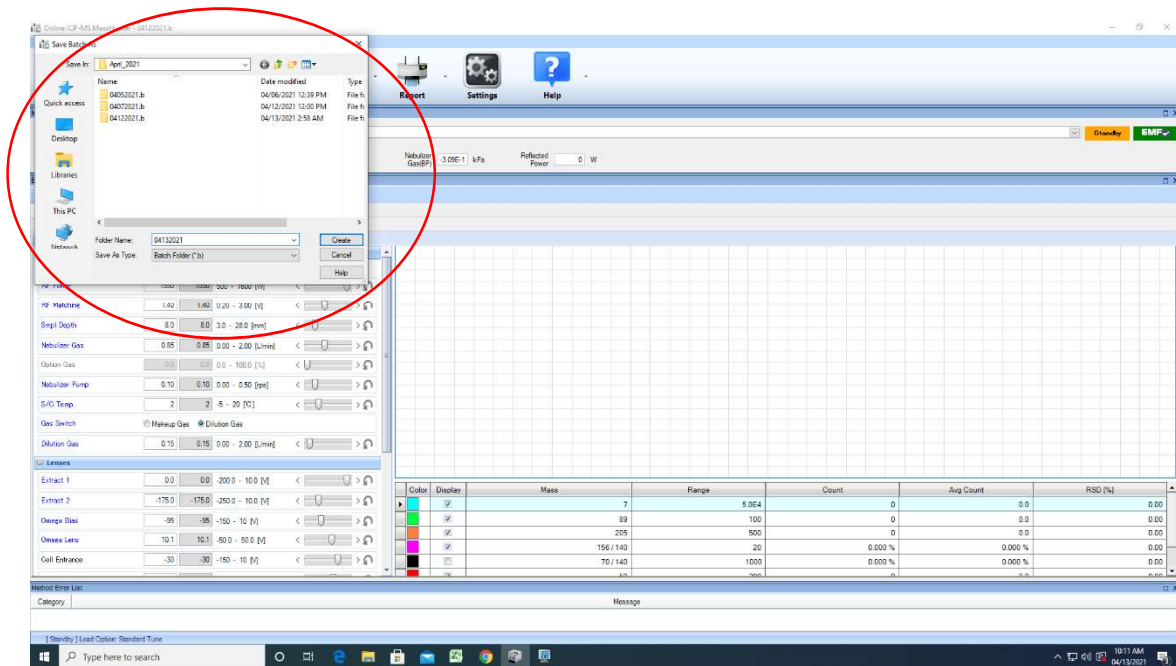 Online ICP-MS MassHunter - 04122021.b
Save Batch As
Save In: April_2021
Name Date modified Type
04052021.b 04/06/2021 12:39 PM File f
04072021.b 04/12/2021 12:00 PM File f
04122021.b 04/13/2021 2:58 AM File f
Quick access
Desktop
Libraries
This PC
Network
Folder Name: 04132021 Create
Save As Type: Batch Folder (*.b) Cancel
Help
Report Settings Help
Standby EMF
Nebulizer Gas(BP) -3.09E-1 kPa Reflected Power 0 W
RF Power 1550 1550 500 - 1600 [W]
RF Matching 1.40 1.40 0.20 - 3.00 [V]
Smpl Depth 8.0 8.0 3.0 - 28.0 [mm]
Nebulizer Gas 0.85 0.85 0.00 - 2.00 [L/min]
Option Gas 0.0 0.0 0.0 - 100.0 [%]
Nebulizer Pump 0.10 0.10 0.00 - 0.50 [rps]
S/C Temp 2 2 -5 - 20 [°C]
Gas Switch Makeup Gas Dilution Gas
Dilution Gas 0.15 0.15 0.00 - 2.00 [L/min]
Lenses
Extract 1 0.0 0.0 -200.0 - 10.0 [V]
Extract 2 -175.0 -175.0 -250.0 - 10.0 [V]
Omega Bias -95 -95 -150 - 10 [V]
Omega Lens 10.1 10.1 -50.0 - 50.0 [V]
Cell Entrance -30 -30 -150 - 10 [V]
Color Display Mass Range Count Avg Count RSD [%]
7 5.0E4 0 0.0 0.00
89 100 0 0.0 0.00
205 500 0 0.0 0.00
156 / 140 20 0.000 % 0.000 % 0.00
70 / 140 1000 0.000 % 0.000 % 0.00
Method Error List
Category Message
[ Standby ] Load Option: Standard Tune
Type here to search
10:11 AM
04/13/2021